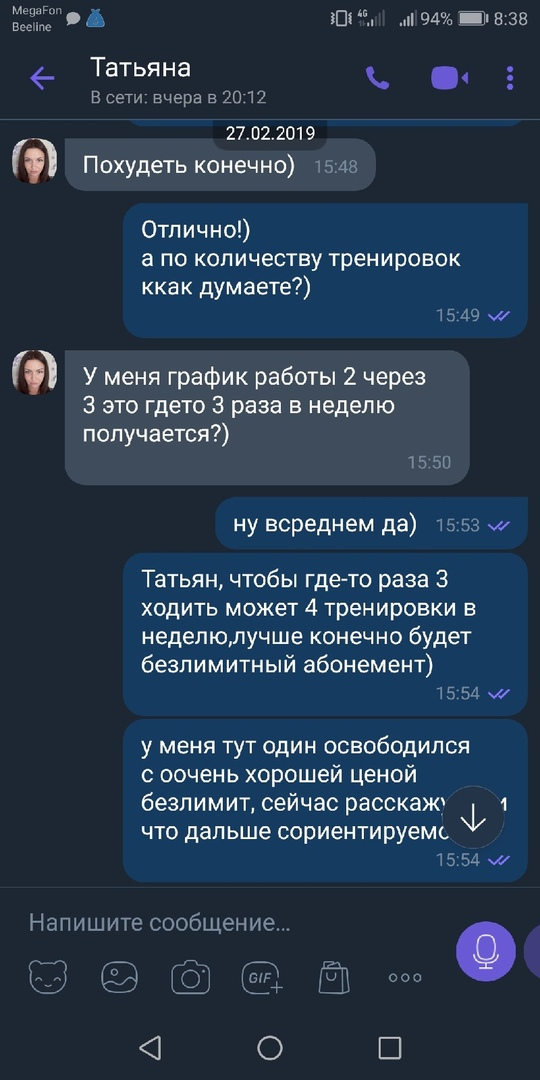 MegaFon
Beeline
4G
94%
8:38
Татьяна
В сети: вчера в 20:12
27.02.2019
Похудеть конечно) 15:48
Отлично!)
а по количеству тренировок
ккак думаете?)
15:49
У меня график работы 2 через
3 это гдето 3 раза в неделю
получается?)
15:50
ну всреднем да) 15:53
Татьян, чтобы где-то раза 3
ходить может 4 тренировки в
неделю,лучше конечно будет
безлимитный абонемент)
15:54
у меня тут один освободился
с оочень хорошей ценой
безлимит, сейчас расскажу
что дальше сориентируемс
15:54
Напишите сообщение...
GIF